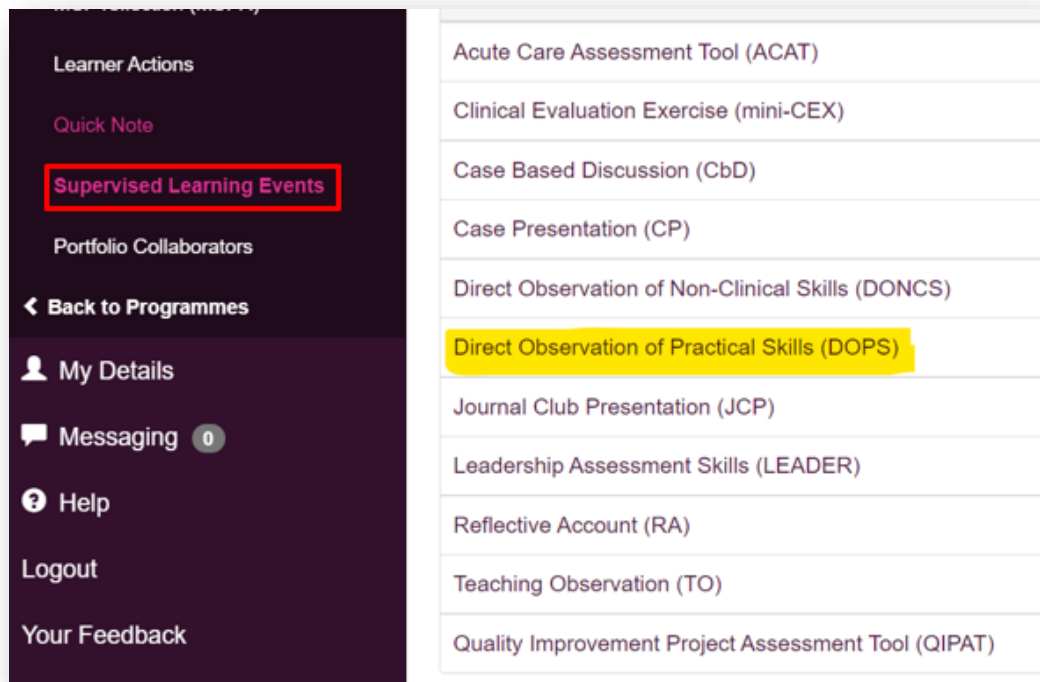 Learner Actions
Quick Note
Supervised Learning Events
Portfolio Collaborators
Back to Programmes
My Details
Messaging 0
Help
Logout
Your Feedback
Acute Care Assessment Tool (ACAT)
Clinical Evaluation Exercise (mini-CEX)
Case Based Discussion (CbD)
Case Presentation (CP)
Direct Observation of Non-Clinical Skills (DONCS)
Direct Observation of Practical Skills (DOPS)
Journal Club Presentation (JCP)
Leadership Assessment Skills (LEADER)
Reflective Account (RA)
Teaching Observation (TO)
Quality Improvement Project Assessment Tool (QIPAT)